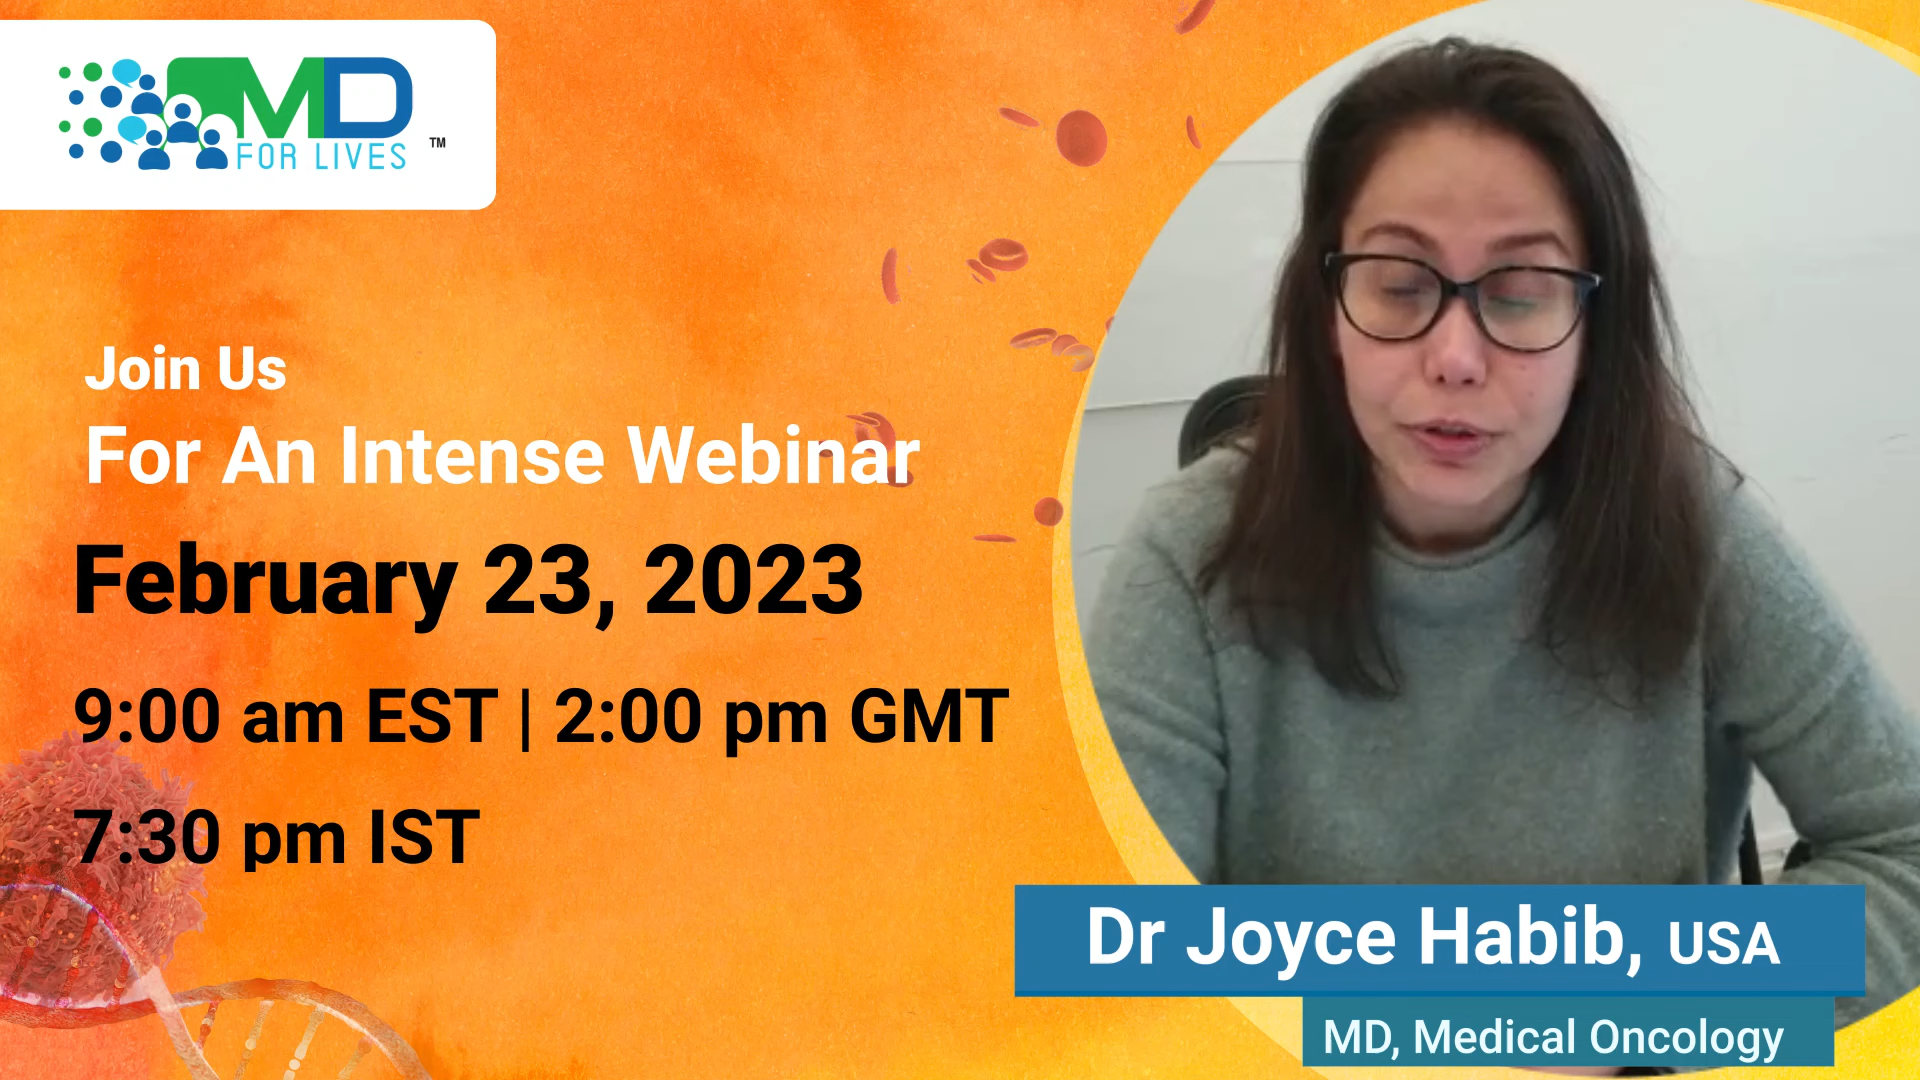 MD
FOR LIVES
TM
Join Us
For An Intense Webinar
February 23, 2023
9:00 am EST | 2:00 pm GMT
7:30 pm IST
Dr Joyce Habib, USA
MD, Medical Oncology